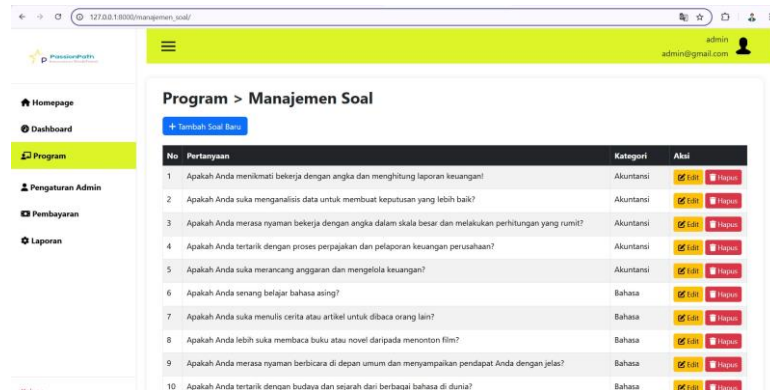 127.0.0.1:8000/manajemen_soal/
PassionPath
admin
admin@gmail.com
Homepage
Dashboard
Program
Pengaturan Admin
Pembayaran
Laporan
Program > Manajemen Soal
+ Tambah Soal Baru
No Pertanyaan Kategori Aksi
1 Apakah Anda menikmati bekerja dengan angka dan menghitung laporan keuangan! Akuntansi Edit Hapus
2 Apakah Anda suka menganalisis data untuk membuat keputusan yang lebih baik? Akuntansi Edit Hapus
3 Apakah Anda merasa nyaman bekerja dengan angka dalam skala besar dan melakukan perhitungan yang rumit? Akuntansi Edit Hapus
4 Apakah Anda tertarik dengan proses perpajakan dan pelaporan keuangan perusahaan? Akuntansi Edit Hapus
5 Apakah Anda suka merancang anggaran dan mengelola keuangan? Akuntansi Edit Hapus
6 Apakah Anda senang belajar bahasa asing? Bahasa Edit Hapus
7 Apakah Anda suka menulis cerita atau artikel untuk dibaca orang lain? Bahasa Edit Hapus
8 Apakah Anda lebih suka membaca buku atau novel daripada menonton film? Bahasa Edit Hapus
9 Apakah Anda merasa nyaman berbicara di depan umum dan menyampaikan pendapat Anda dengan jelas? Bahasa Edit Hapus
10 Apakah Anda tertarik dengan budaya dan sejarah dari berbagai bahasa di dunia? Bahasa Edit Hapus